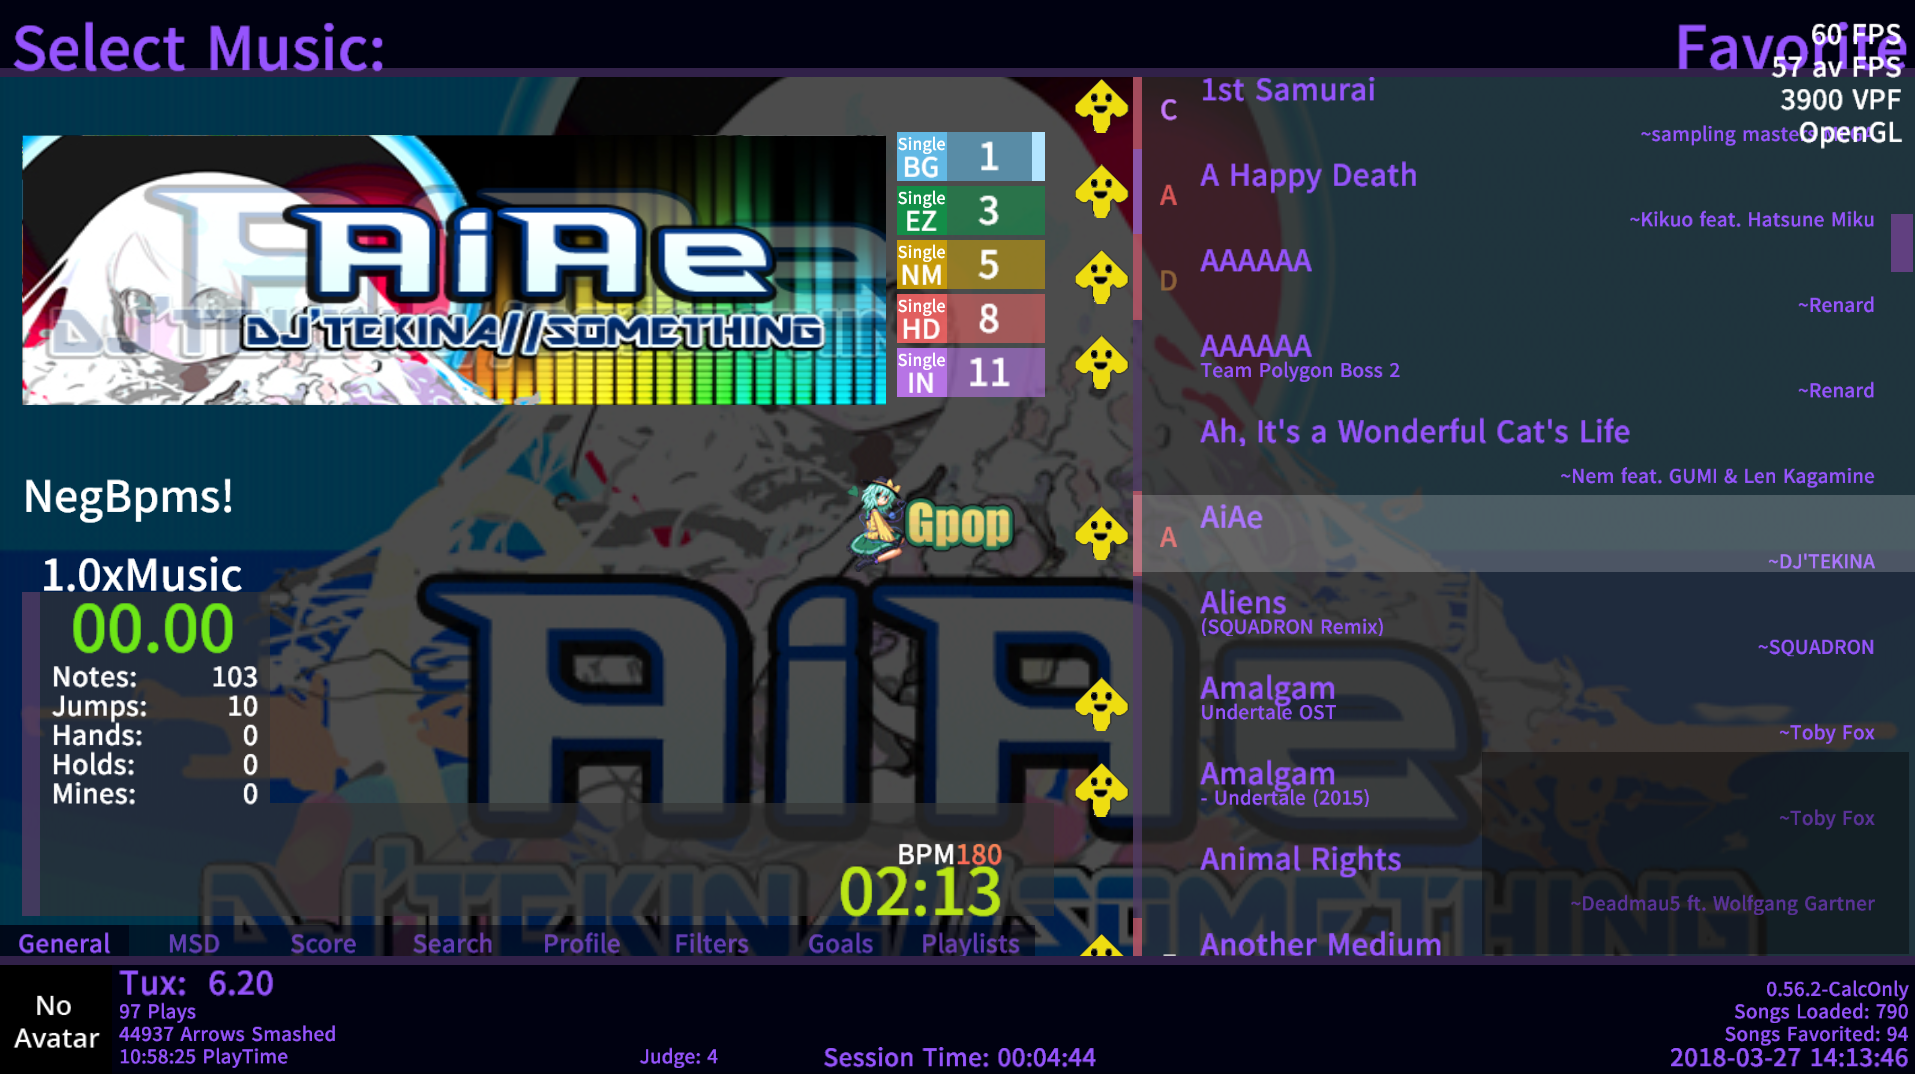 Select Music:
Favorite
60 FPS
57 av FPS
3900 VPF
OpenGL
AiAe
DJ'TEKINA//SOMETHING
Single
BG
1
Single
EZ
3
Single
NM
5
Single
HD
8
Single
IN
11
NegBpms!
Gpop
1.0xMusic
00.00
Notes: 103
Jumps: 10
Hands: 0
Holds: 0
Mines: 0
BPM180
02:13
C
1st Samurai
~sampling masters
A
A Happy Death
~Kikuo feat. Hatsune Miku
D
AAAAAA
~Renard
AAAAAA
Team Polygon Boss 2
~Renard
Ah, It's a Wonderful Cat's Life
~Nem feat. GUMI & Len Kagamine
A
AiAe
~DJ'TEKINA
Aliens
(SQUADRON Remix)
~SQUADRON
Amalgam
Undertale OST
~Toby Fox
Amalgam
- Undertale (2015)
~Toby Fox
Animal Rights
~Deadmau5 ft. Wolfgang Gartner
Another Medium
AiAe
DJ'TEKINA//SOMETHING
General MSD Score Search Profile Filters Goals Playlists
No
Avatar
Tux: 6.20
97 Plays
44937 Arrows Smashed
10:58:25 PlayTime
Judge: 4
Session Time: 00:04:44
0.56.2-CalcOnly
Songs Loaded: 790
Songs Favorited: 94
2018-03-27 14:13:46